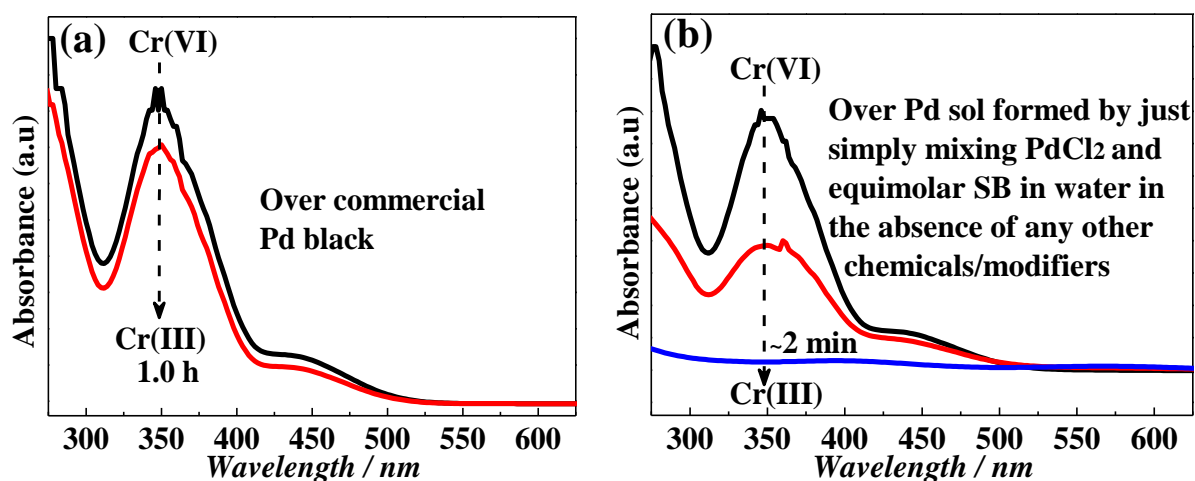 (a)
Cr(VI)
Over commercial
Pd black
Cr(III)
1.0 h
Absorbance (a.u)
300 350 400 450 500 550 600
Wavelength / nm
(b)
Cr(VI)
Over Pd sol formed by just
simply mixing PdCl2 and
equimolar SB in water in
the absence of any other
chemicals/modifiers
~2 min
Cr(III)
Absorbance (a.u)
300 350 400 450 500 550 600
Wavelength / nm